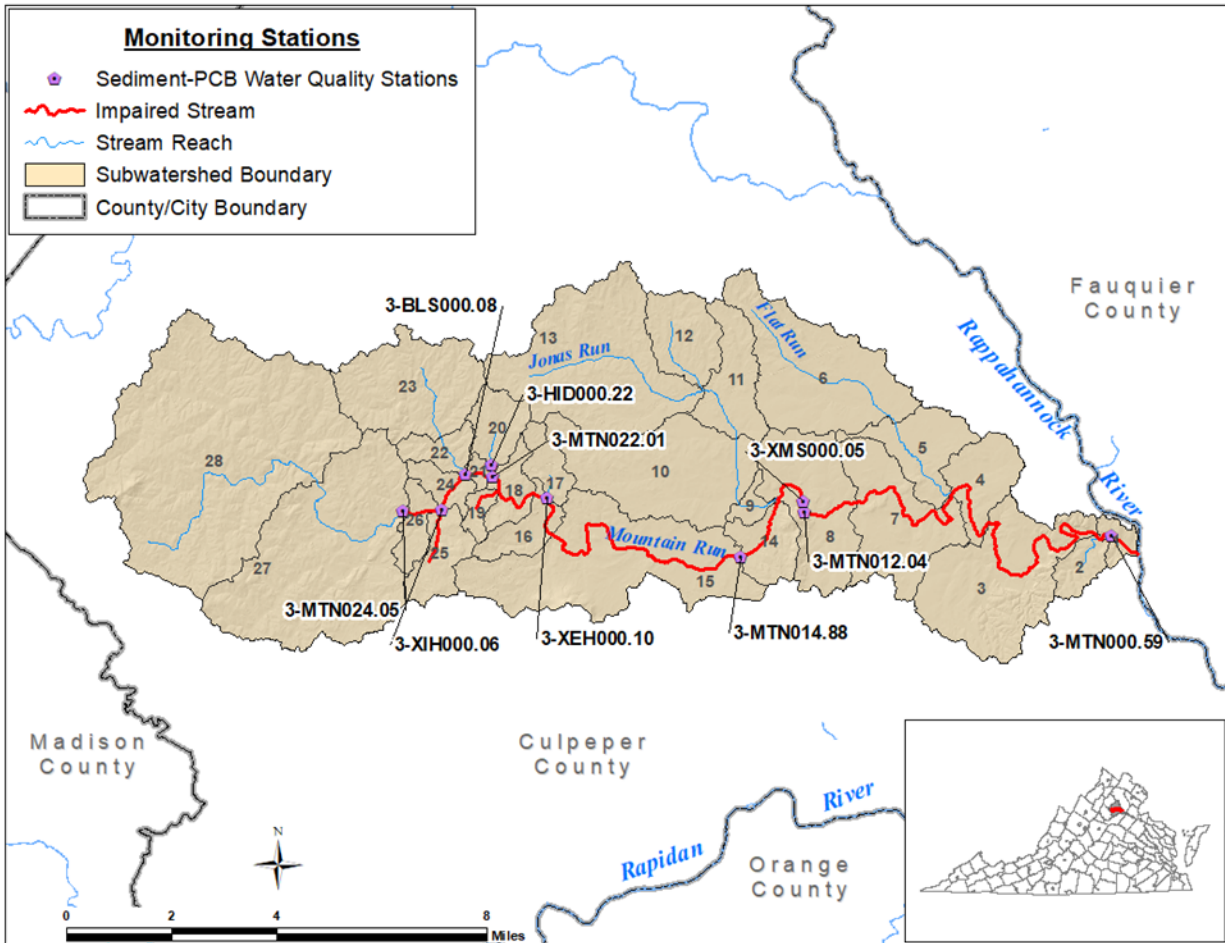 Monitoring Stations
Sediment-PCB Water Quality Stations
Impaired Stream
Stream Reach
Subwatershed Boundary
County/City Boundary
Fauquier
County
Rappahannock
River
3-BLS000.08
13
12
Flat Run
Jonas Run
11
6
23
3-HID000.22
20
3-MTN022.01
3-XMS000.05
22
5
28
10
4
24
18
17
9
7
19
26
16
Mountain Run
14
8
25
27
15
3
2
3-MTN012.04
3-MTN024.05
3-XIH000.06
3-XEH000.10
3-MTN014.88
3-MTN000.59
Madison
County
Culpeper
County
N
Rapidan
River
Orange
County
0
2
4
8
Miles